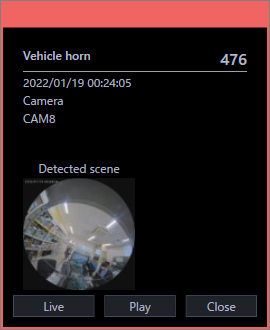 Vehicle horn 476
2022/01/19 00:24:05
Camera
CAM8
Detected scene
Live Play Close